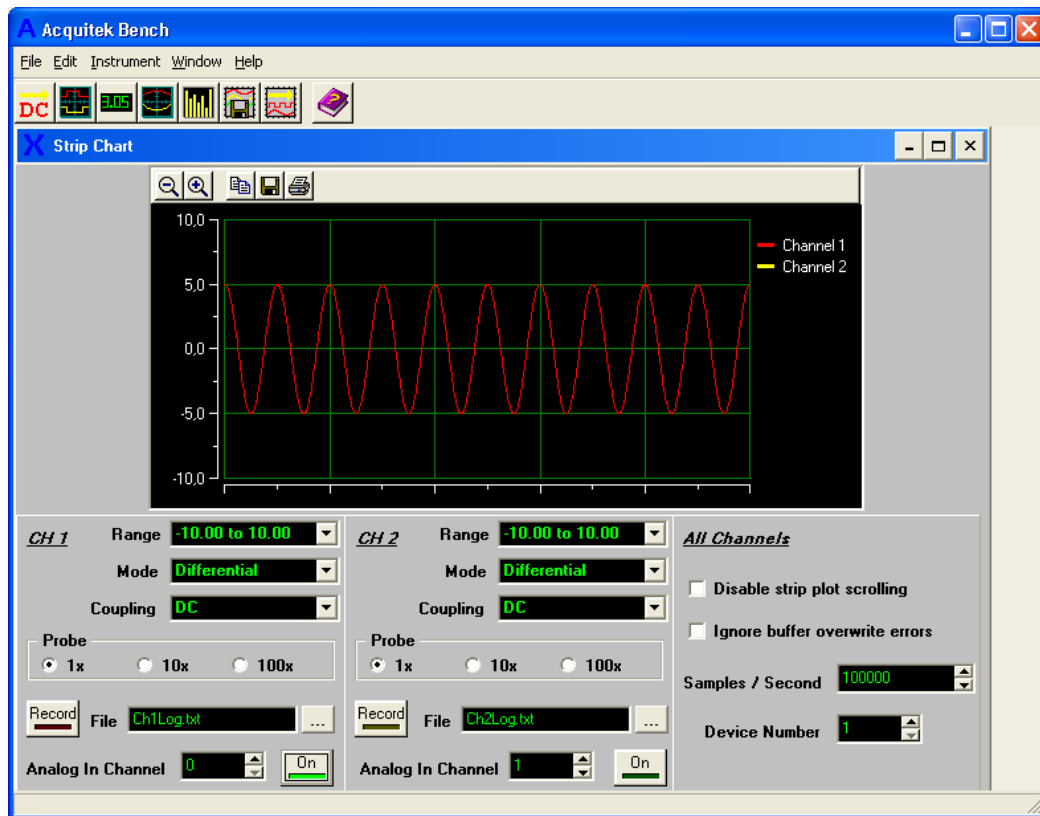 Acquitek Bench
File Edit Instrument Window Help
DC 3.05 ?
Strip Chart
10,0
5,0
0,0
-5,0
-10,0
Channel 1
Channel 2
CH 1 Range -10.00 to 10.00
Mode Differential
Coupling DC
Probe
1x 10x 100x
Record File Ch1Log.txt ...
Analog In Channel 0 On
CH 2 Range -10.00 to 10.00
Mode Differential
Coupling DC
Probe
1x 10x 100x
Record File Ch2Log.txt ...
Analog In Channel 1 On
All Channels
Disable strip plot scrolling
Ignore buffer overwrite errors
Samples / Second 100000
Device Number 1